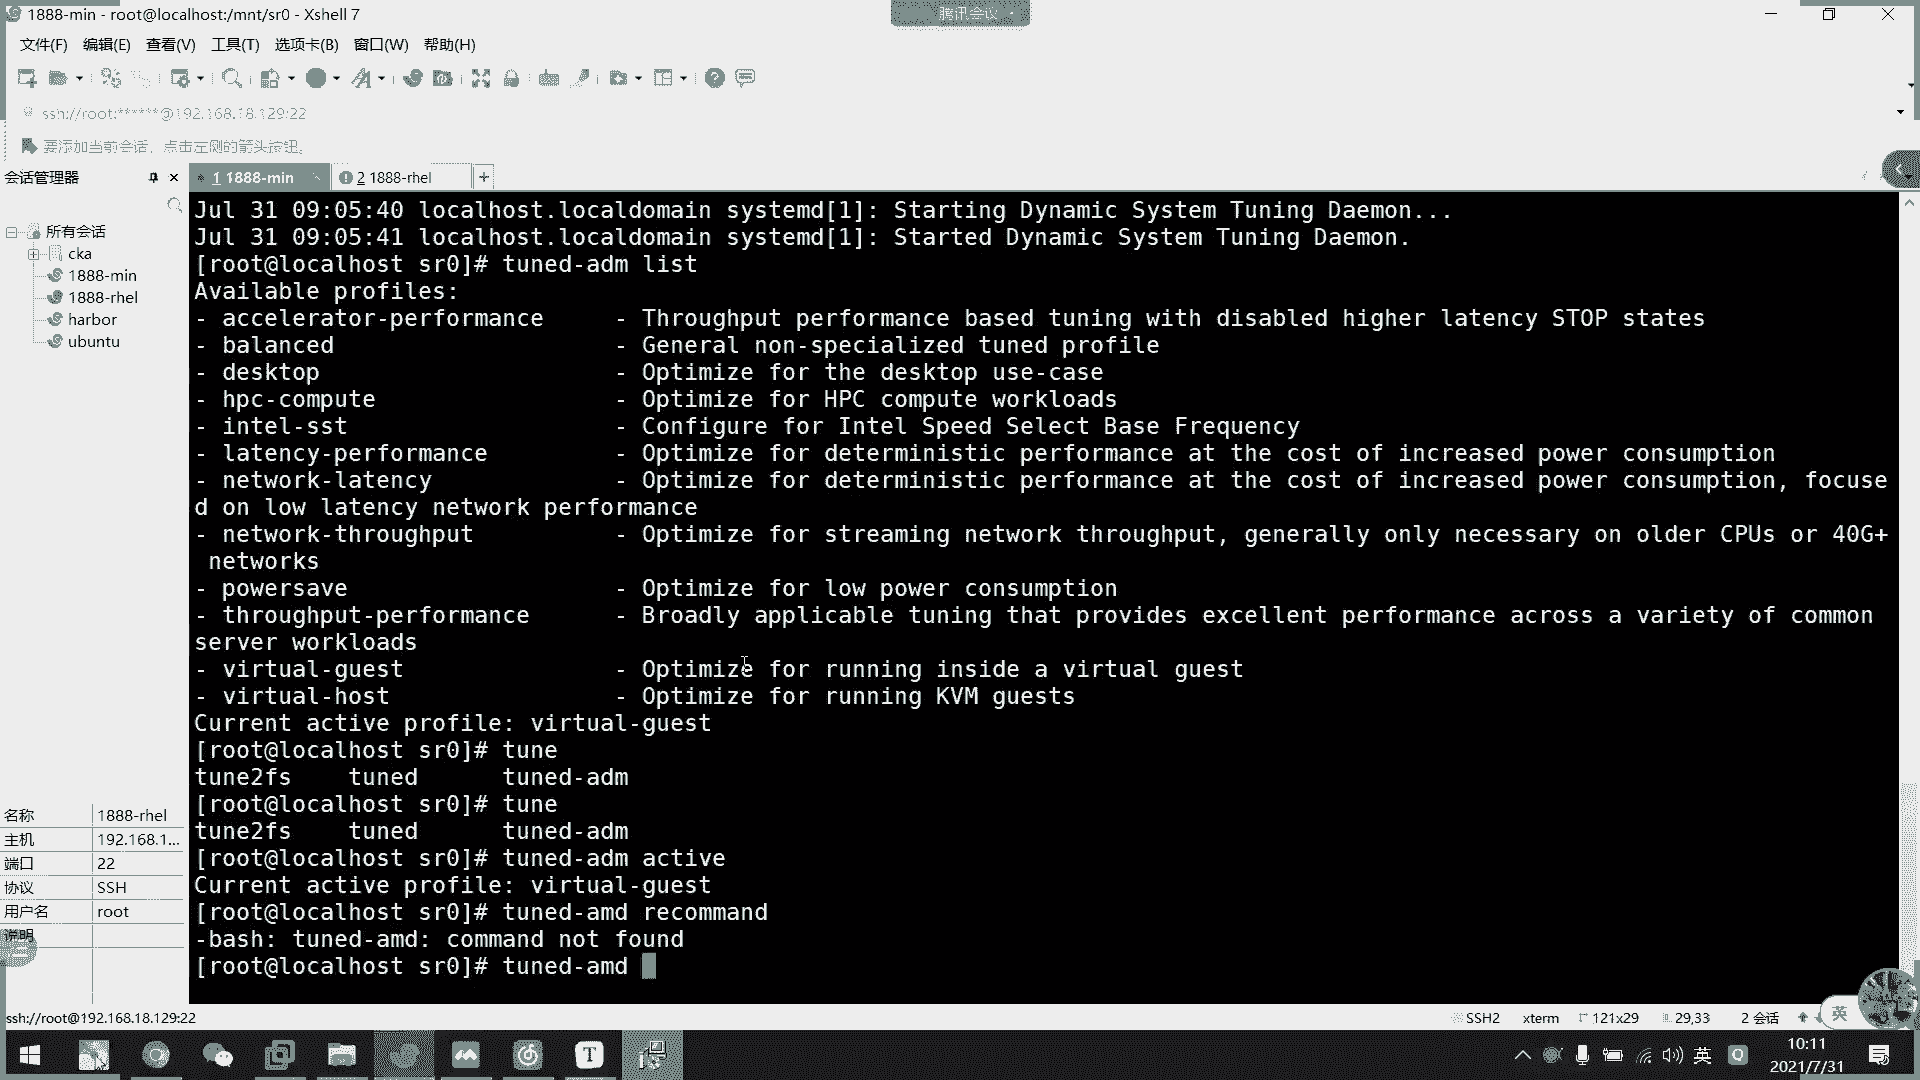 1888-min - root@localhost:/mnt/sr0 - Xshell 7
腾讯会议
文件(F) 编辑(E) 查看(V) 工具(T) 选项卡(B) 窗口(W) 帮助(H)
ssh://root:******@192.168.18.129:22
要添加当前会话，点击左侧的箭头按钮。
会话管理器
1 1888-min
2 1888-rhel
所有会话
cka
1888-min
1888-rhel
harbor
ubuntu
名称 1888-rhel
主机 192.168.1...
端口 22
协议 SSH
用户名 root
说明
Jul 31 09:05:40 localhost.localdomain systemd[1]: Starting Dynamic System Tuning Daemon...
Jul 31 09:05:41 localhost.localdomain systemd[1]: Started Dynamic System Tuning Daemon.
[root@localhost sr0]# tuned-adm list
Available profiles:
- accelerator-performance - Throughput performance based tuning with disabled higher latency STOP states
- balanced - General non-specialized tuned profile
- desktop - Optimize for the desktop use-case
- hpc-compute - Optimize for HPC compute workloads
- intel-sst - Configure for Intel Speed Select Base Frequency
- latency-performance - Optimize for deterministic performance at the cost of increased power consumption
- network-latency - Optimize for deterministic performance at the cost of increased power consumption, focuse
d on low latency network performance
- network-throughput - Optimize for streaming network throughput, generally only necessary on older CPUs or 40G+
networks
- powersave - Optimize for low power consumption
- throughput-performance - Broadly applicable tuning that provides excellent performance across a variety of common
server workloads
- virtual-guest - Optimize for running inside a virtual guest
- virtual-host - Optimize for running KVM guests
Current active profile: virtual-guest
[root@localhost sr0]# tune
tune2fs tuned tuned-adm
[root@localhost sr0]# tune
tune2fs tuned tuned-adm
[root@localhost sr0]# tuned-adm active
Current active profile: virtual-guest
[root@localhost sr0]# tuned-amd recommand
-bash: tuned-amd: command not found
[root@localhost sr0]# tuned-amd
ssh://root@192.168.18.129:22
SSH2 xterm 121x29 29,33 2 会话
英
英
10:11
2021/7/31